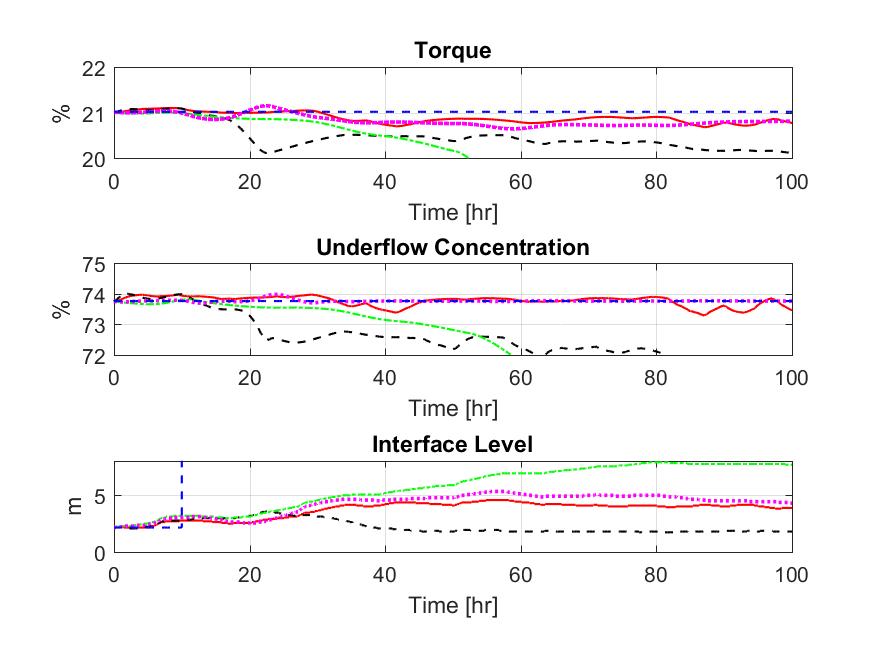 Torque
22
21
20
%
0 20 40 60 80 100
Time [hr]
Underflow Concentration
75
74
73
72
%
0 20 40 60 80 100
Time [hr]
Interface Level
5
0
m
0 20 40 60 80 100
Time [hr]